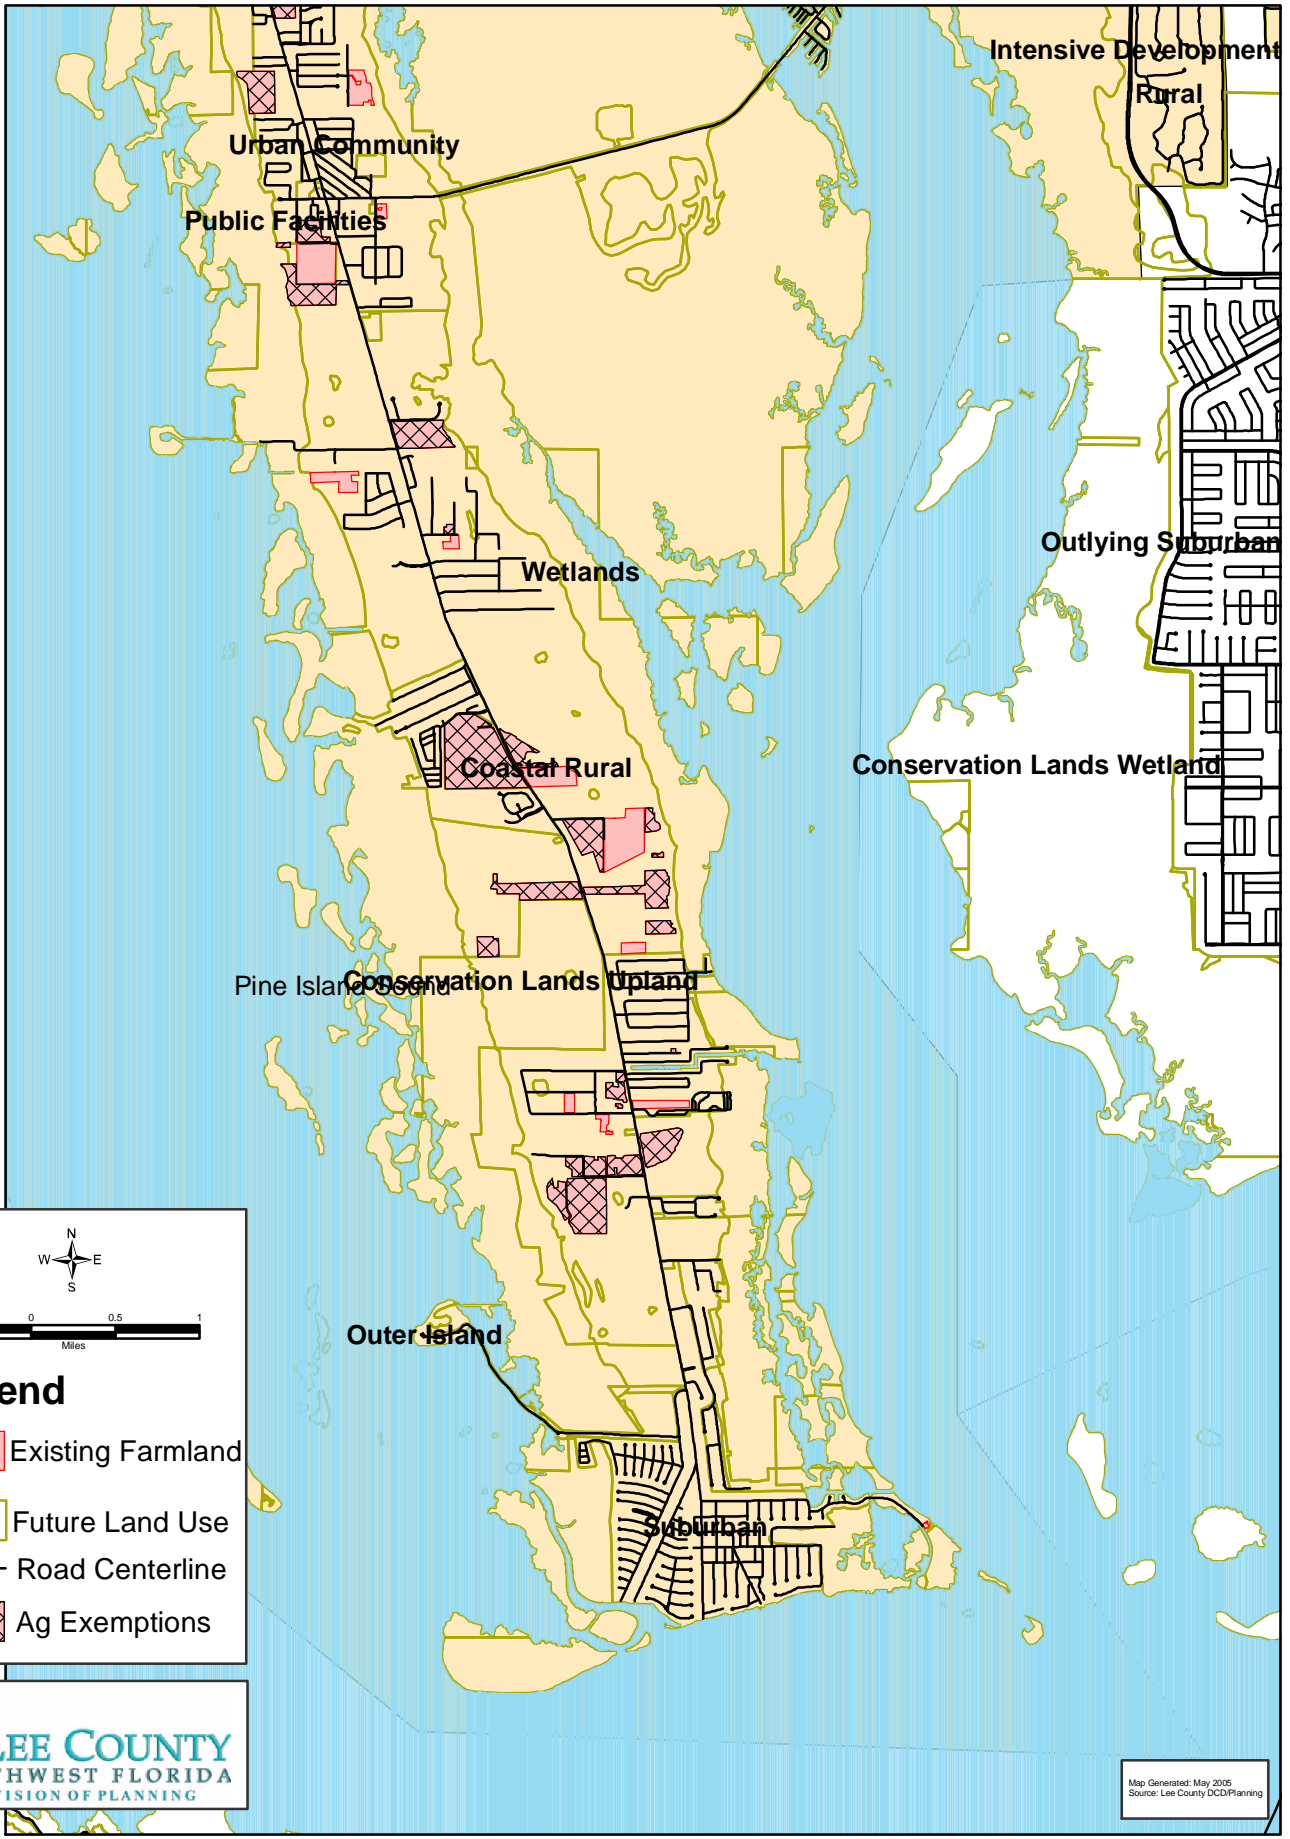 Intensive Development
Rural
Urban Community
Public Facilities
Outlying Suburban
Wetlands
Coastal Rural
Conservation Lands Wetland
Pine Island Sound
Conservation Lands Upland
Outer Island
Suburban
N
W E
S
0 0.5 1
Miles
end
Existing Farmland
Future Land Use
Road Centerline
Ag Exemptions
LEE COUNTY
THWEST FLORIDA
VISION OF PLANNING
Map Generated: May 2005
Source: Lee County DCD/Planning